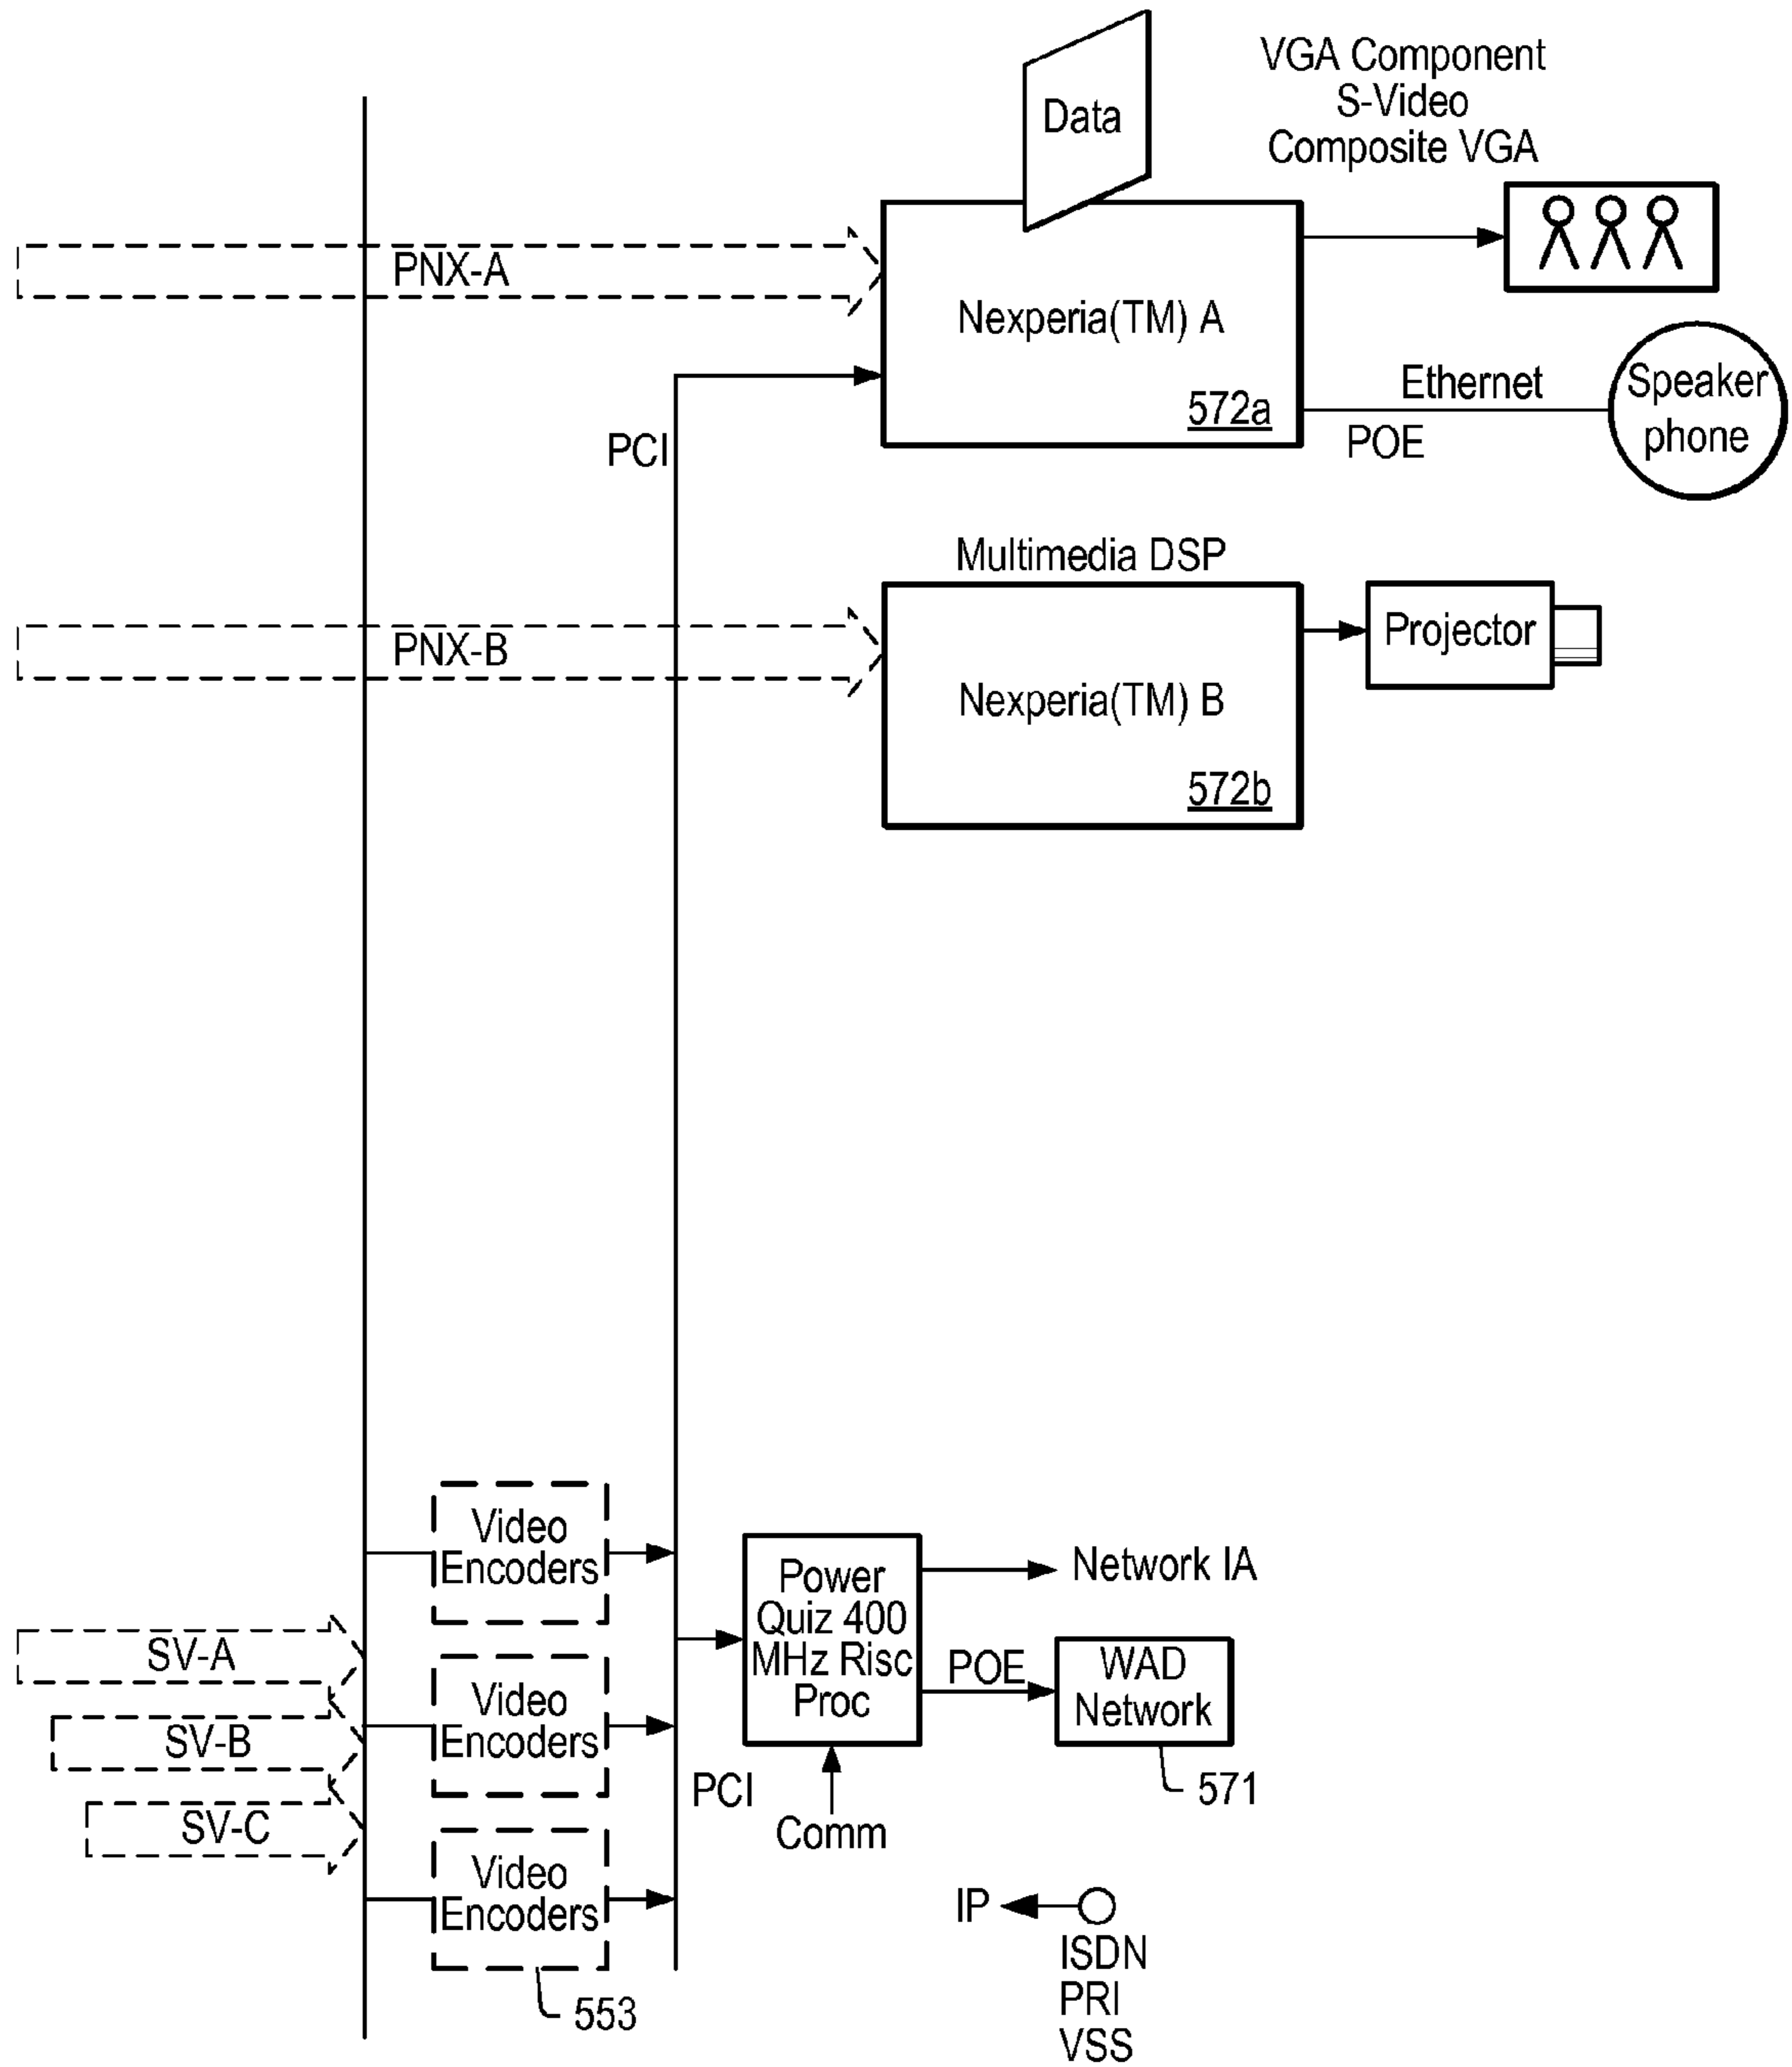 VGA Component
S-Video
Composite VGA
Data
PNX-A
Nexperia(TM) A
572a
Ethernet
POE
Speaker
phone
PCI
Multimedia DSP
PNX-B
Nexperia(TM) B
572b
Projector
Video
Encoders
Power
Quiz 400
MHz Risc
Proc
Network IA
SV-A
SV-B
SV-C
Video
Encoders
POE
WAD
Network
571
PCI
Comm
Video
Encoders
553
IP
ISDN
PRI
VSS